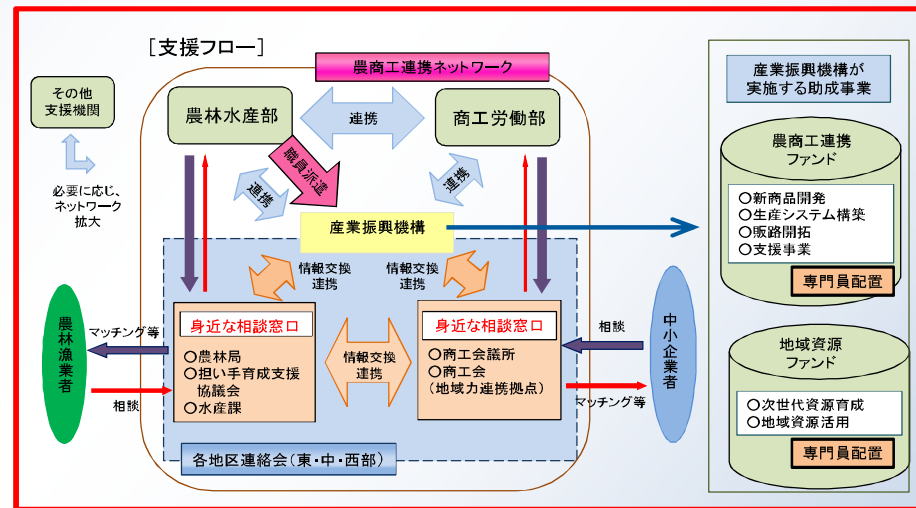 ［支援フロー］
農商工連携ネットワーク
その他
支援機関
必要に応じ、
ネットワーク
拡大
農林水産部
連携
商工労働部
職員派遣
連携
連携
産業振興機構
情報交換
連携
情報交換
連携
農林漁業者
マッチング等
相談
身近な相談窓口
○農林局
○担い手育成支援
協議会
○水産課
情報交換
連携
身近な相談窓口
○商工会議所
○商工会
（地域力連携拠点）
相談
マッチング等
中小企業者
各地区連絡会（東・中・西部）
産業振興機構が
実施する助成事業
農商工連携
ファンド
○新商品開発
○生産システム構築
○販路開拓
○支援事業
専門員配置
地域資源
ファンド
○次世代資源育成
○地域資源活用
専門員配置